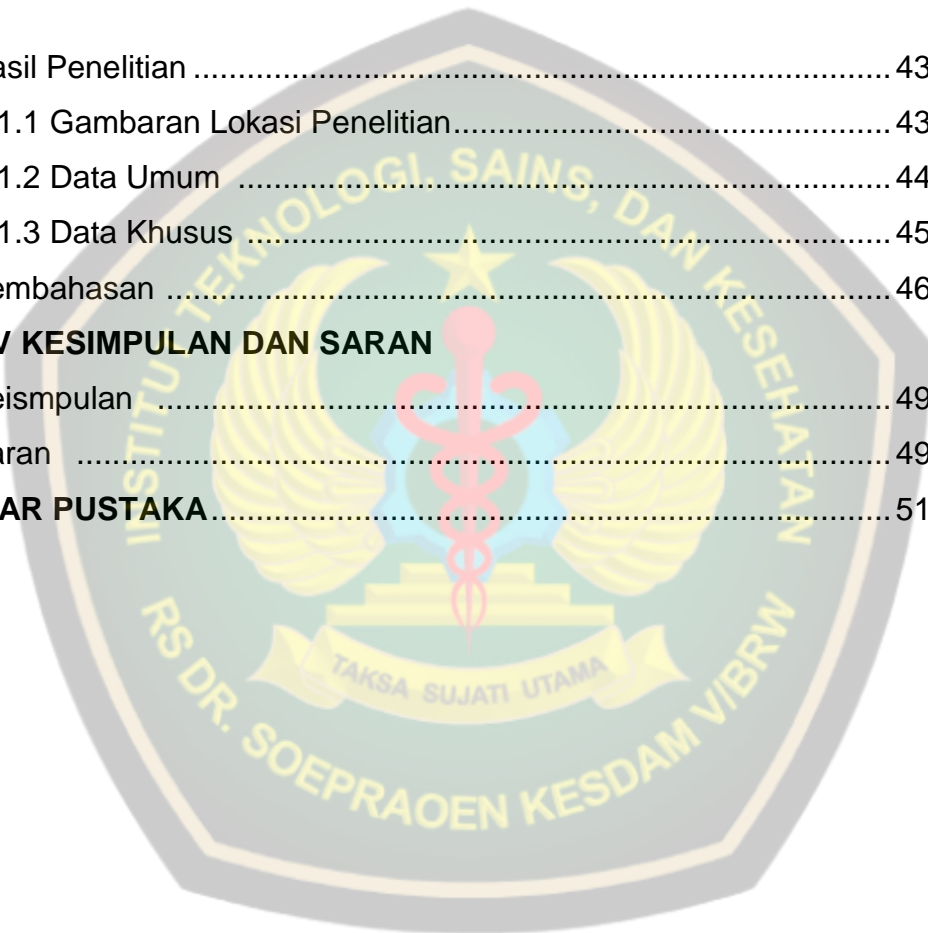 asil Penelitian ........ 43
1.1 Gambaran Lokasi Penelitian........ 43
1.2 Data Umum ........ 44
1.3 Data Khusus ........ 45
embahasan ........ 46
V KESIMPULAN DAN SARAN
eismpulan ........ 49
aran ........ 49
AR PUSTAKA........ 51
INSTITUT TEKNOLOGI, SAINS, DAN KESEHATAN
TAKSA SUJATI UTAMA
RS DR. SOEPRAOEN KESDAM V/BRW